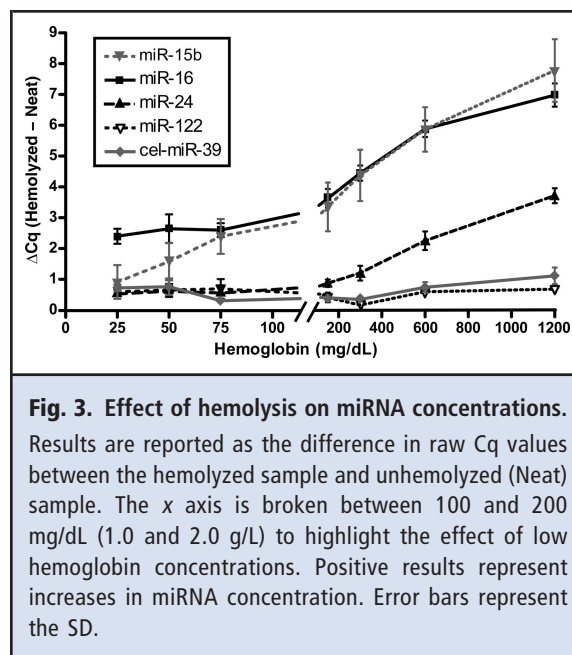 9
8
7
6
5
4
3
2
1
0
ΔCq (Hemolyzed – Neat)
miR-15b
miR-16
miR-24
miR-122
cel-miR-39
0 25 50 75 100 200 400 600 800 1000 1200
Hemoglobin (mg/dL)
Fig. 3. Effect of hemolysis on miRNA concentrations.
Results are reported as the difference in raw Cq values
between the hemolyzed sample and unhemolyzed (Neat)
sample. The x axis is broken between 100 and 200
mg/dL (1.0 and 2.0 g/L) to highlight the effect of low
hemoglobin concentrations. Positive results represent
increases in miRNA concentration. Error bars represent
the SD.